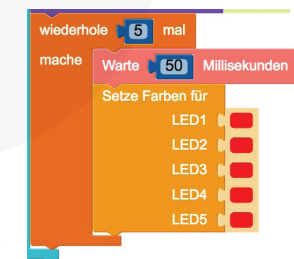 wiederhole 5 mal
mache
Warte 50 Millisekunden
Setze Farben für
LED1
LED2
LED3
LED4
LED5